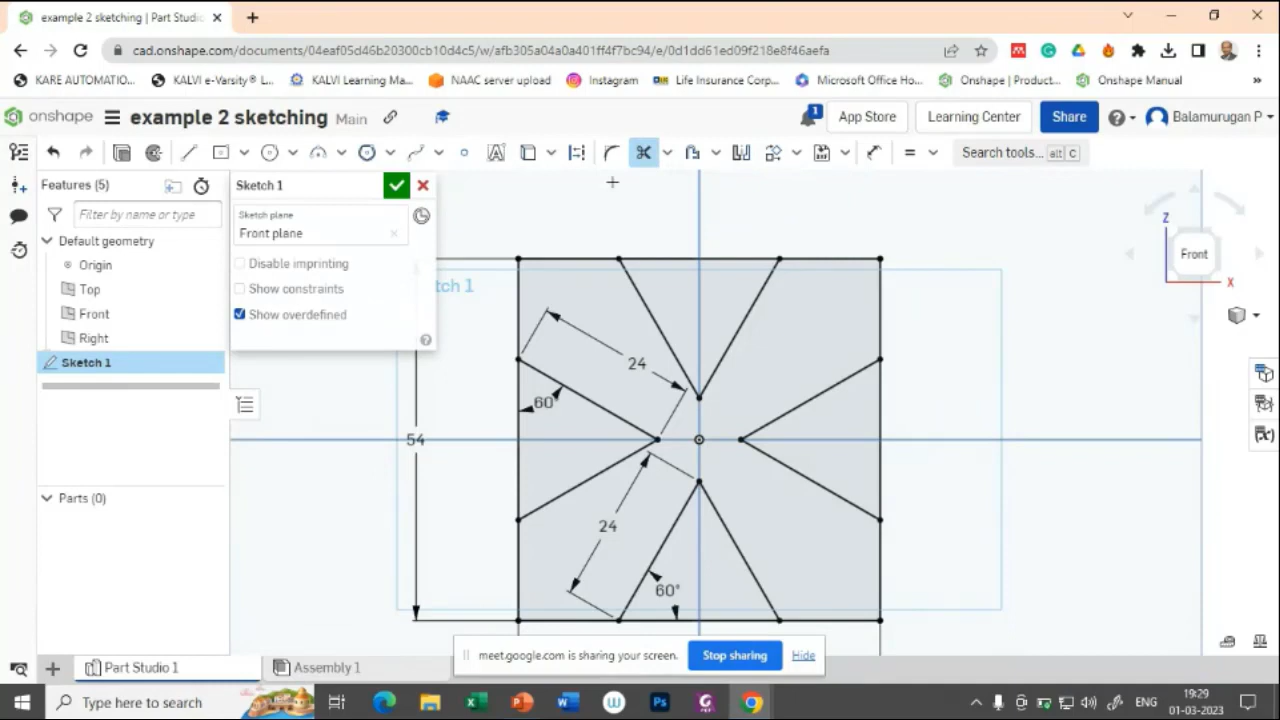 example 2 sketching | Part Studi
cad.onshape.com/documents/04eaf05d46b20300cb10d4c5/w/afb305a04a0a401ff4f7bc94/e/0d1dd61ed09f218e8f46aefa
KARE AUTOMATIO...
KALVI e-Varsity® L...
KALVI Learning Ma...
NAAC server upload
Instagram
Life Insurance Corp...
Microsoft Office Ho...
Onshape | Product...
Onshape Manual
»
onshape
example 2 sketching
Main
1
App Store
Learning Center
Share
Balamurugan P
Search tools...
alt C
Features (5)
Filter by name or type
Default geometry
Origin
Top
Front
Right
Sketch 1
Parts (0)
Sketch 1
Sketch plane
Front plane
Disable imprinting
Show constraints
Show overdefined
tch 1
24
60
54
24
60°
Z
Front
X
meet.google.com is sharing your screen.
Stop sharing
Hide
Part Studio 1
Assembly 1
Type here to search
ENG
19:29
01-03-2023